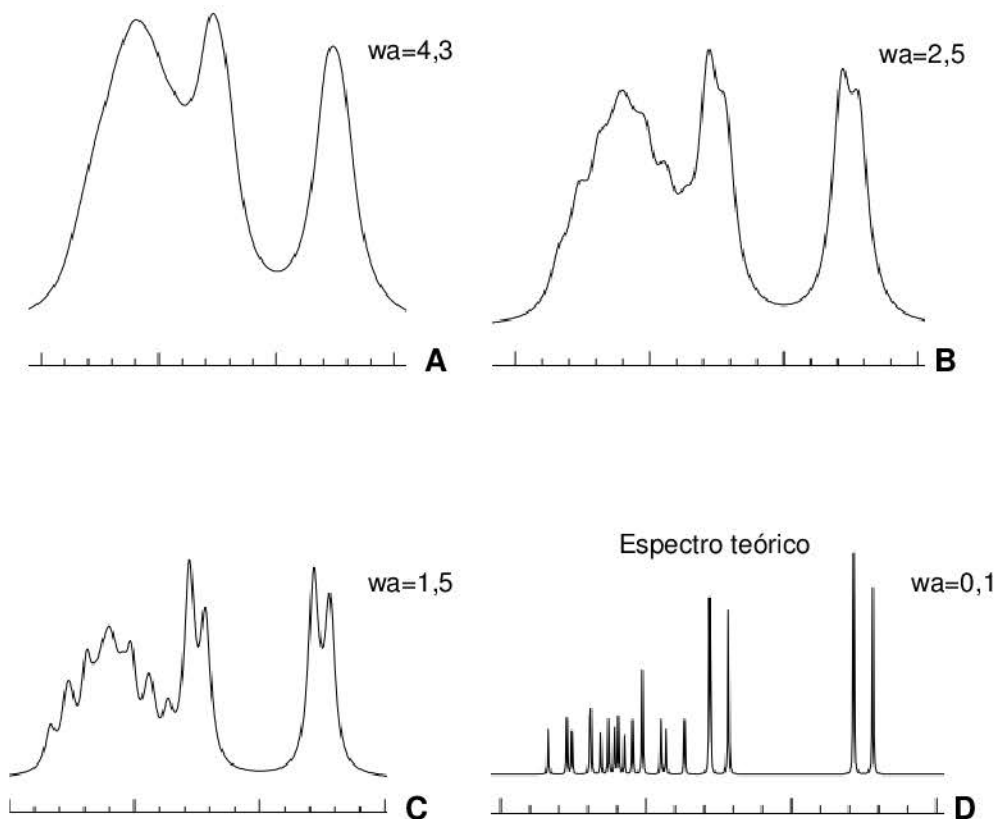 wa=4,3
A
wa=2,5
B
wa=1,5
C
Espectro teórico
wa=0,1
D